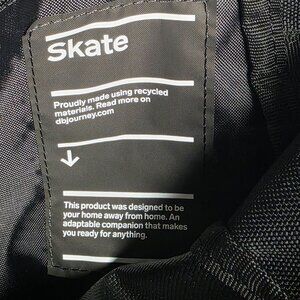 Skate
Proudly made using recycled
materials. Read more on
dbjourney.com
This product was designed to be
your home away from home. An
adaptable companion that makes
you ready for anything.